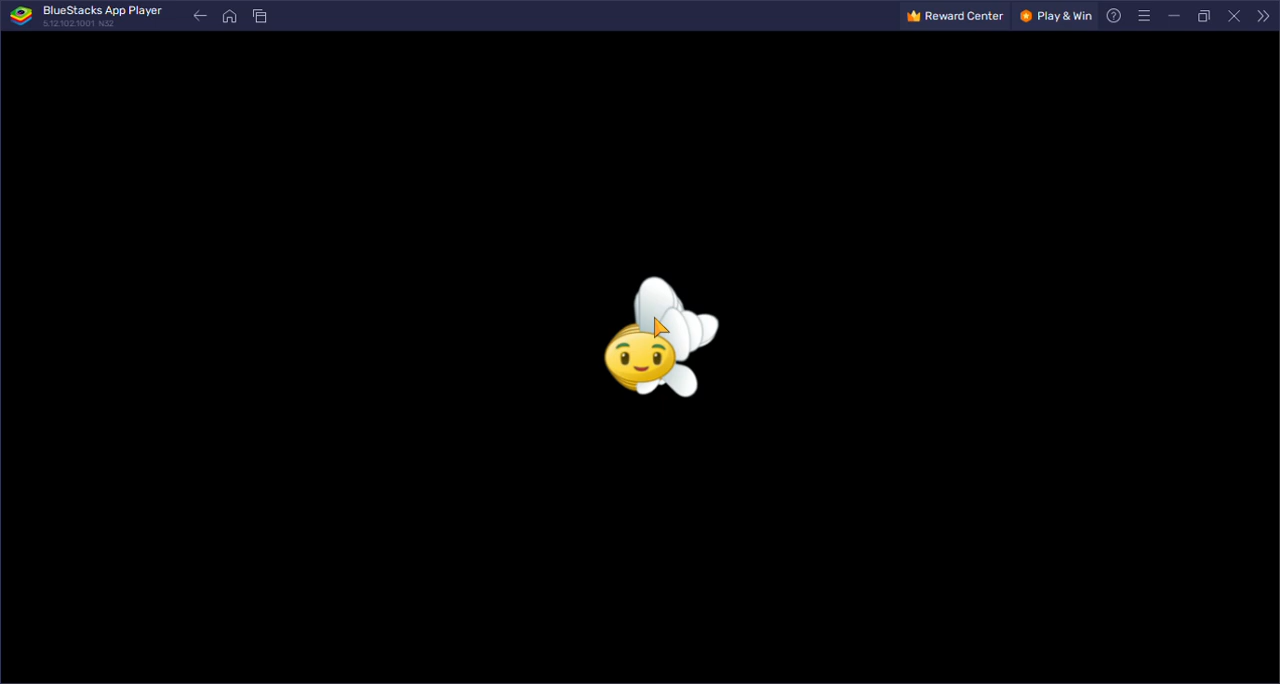 BlueStacks App Player
5.12.102.1001 N32
Reward Center
Play & Win